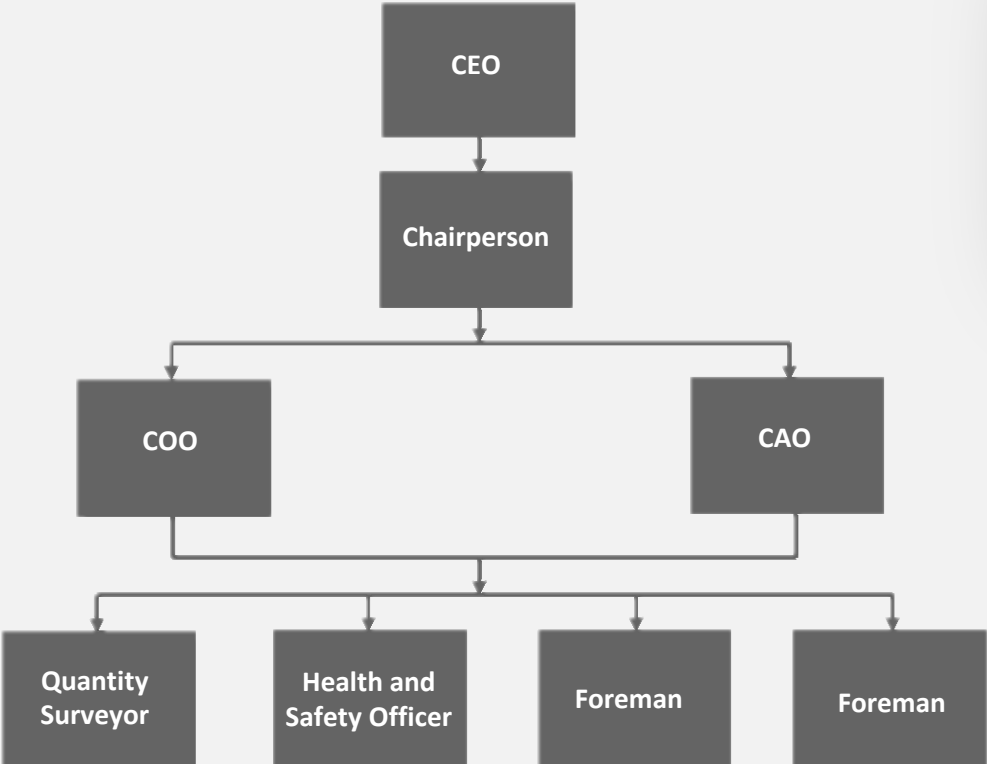 CEO
Chairperson
COO
CAO
Quantity
Surveyor
Health and
Safety Officer
Foreman
Foreman